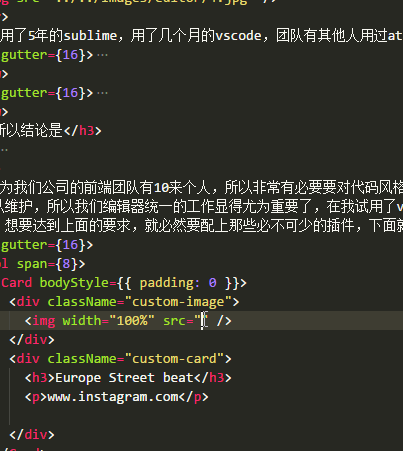 src="../../images/editor/4.jpg" />
>
用了5年的sublime，用了几个月的vscode，团队有其他人用过at
gutter={16}>…
>
gutter={16}>…
>
所以结论是</h3>
…
为我们公司的前端团队有10来个人，所以非常有必要要对代码风格
以维护，所以我们编辑器统一的工作显得尤为重要了，在我试用了v
想要达到上面的要求，就必然要配上那些必不可少的插件，下面就
gutter={16}>
ol span={8}>
Card bodyStyle={{ padding: 0 }}>
<div className="custom-image">
<img width="100%" src="" />
</div>
<div className="custom-card">
<h3>Europe Street beat</h3>
<p>www.instagram.com</p>
</div>